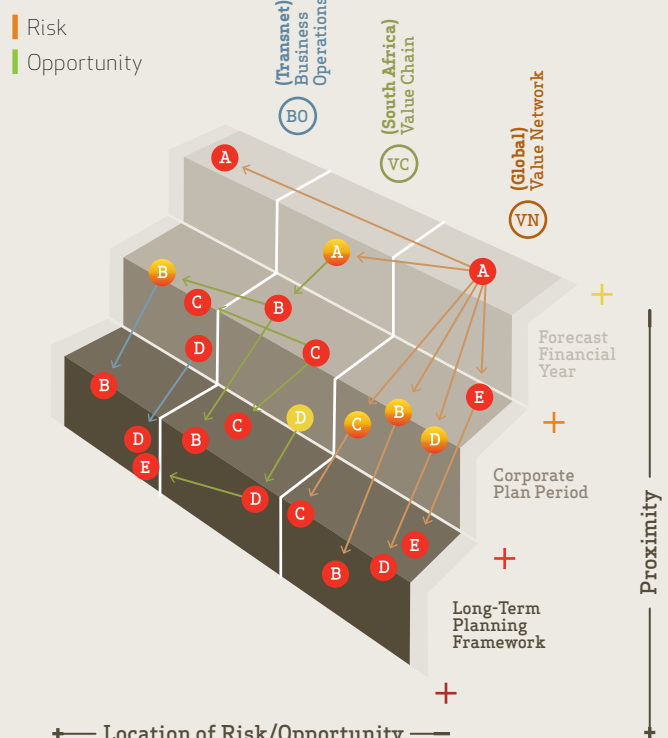 Risk
Opportunity
(Transnet)
Business
Operations
BO
(South Africa)
Value Chain
VC
(Global)
Value Network
VN
A
A
A
B
C
B
D
C
E
B
C
B
D
C
D
B
D
E
B
D
C
E
D
B
Forecast
Financial
Year
Corporate
Plan Period
Long-Term
Planning
Framework
Proximity
Location of Risk/Opportunity